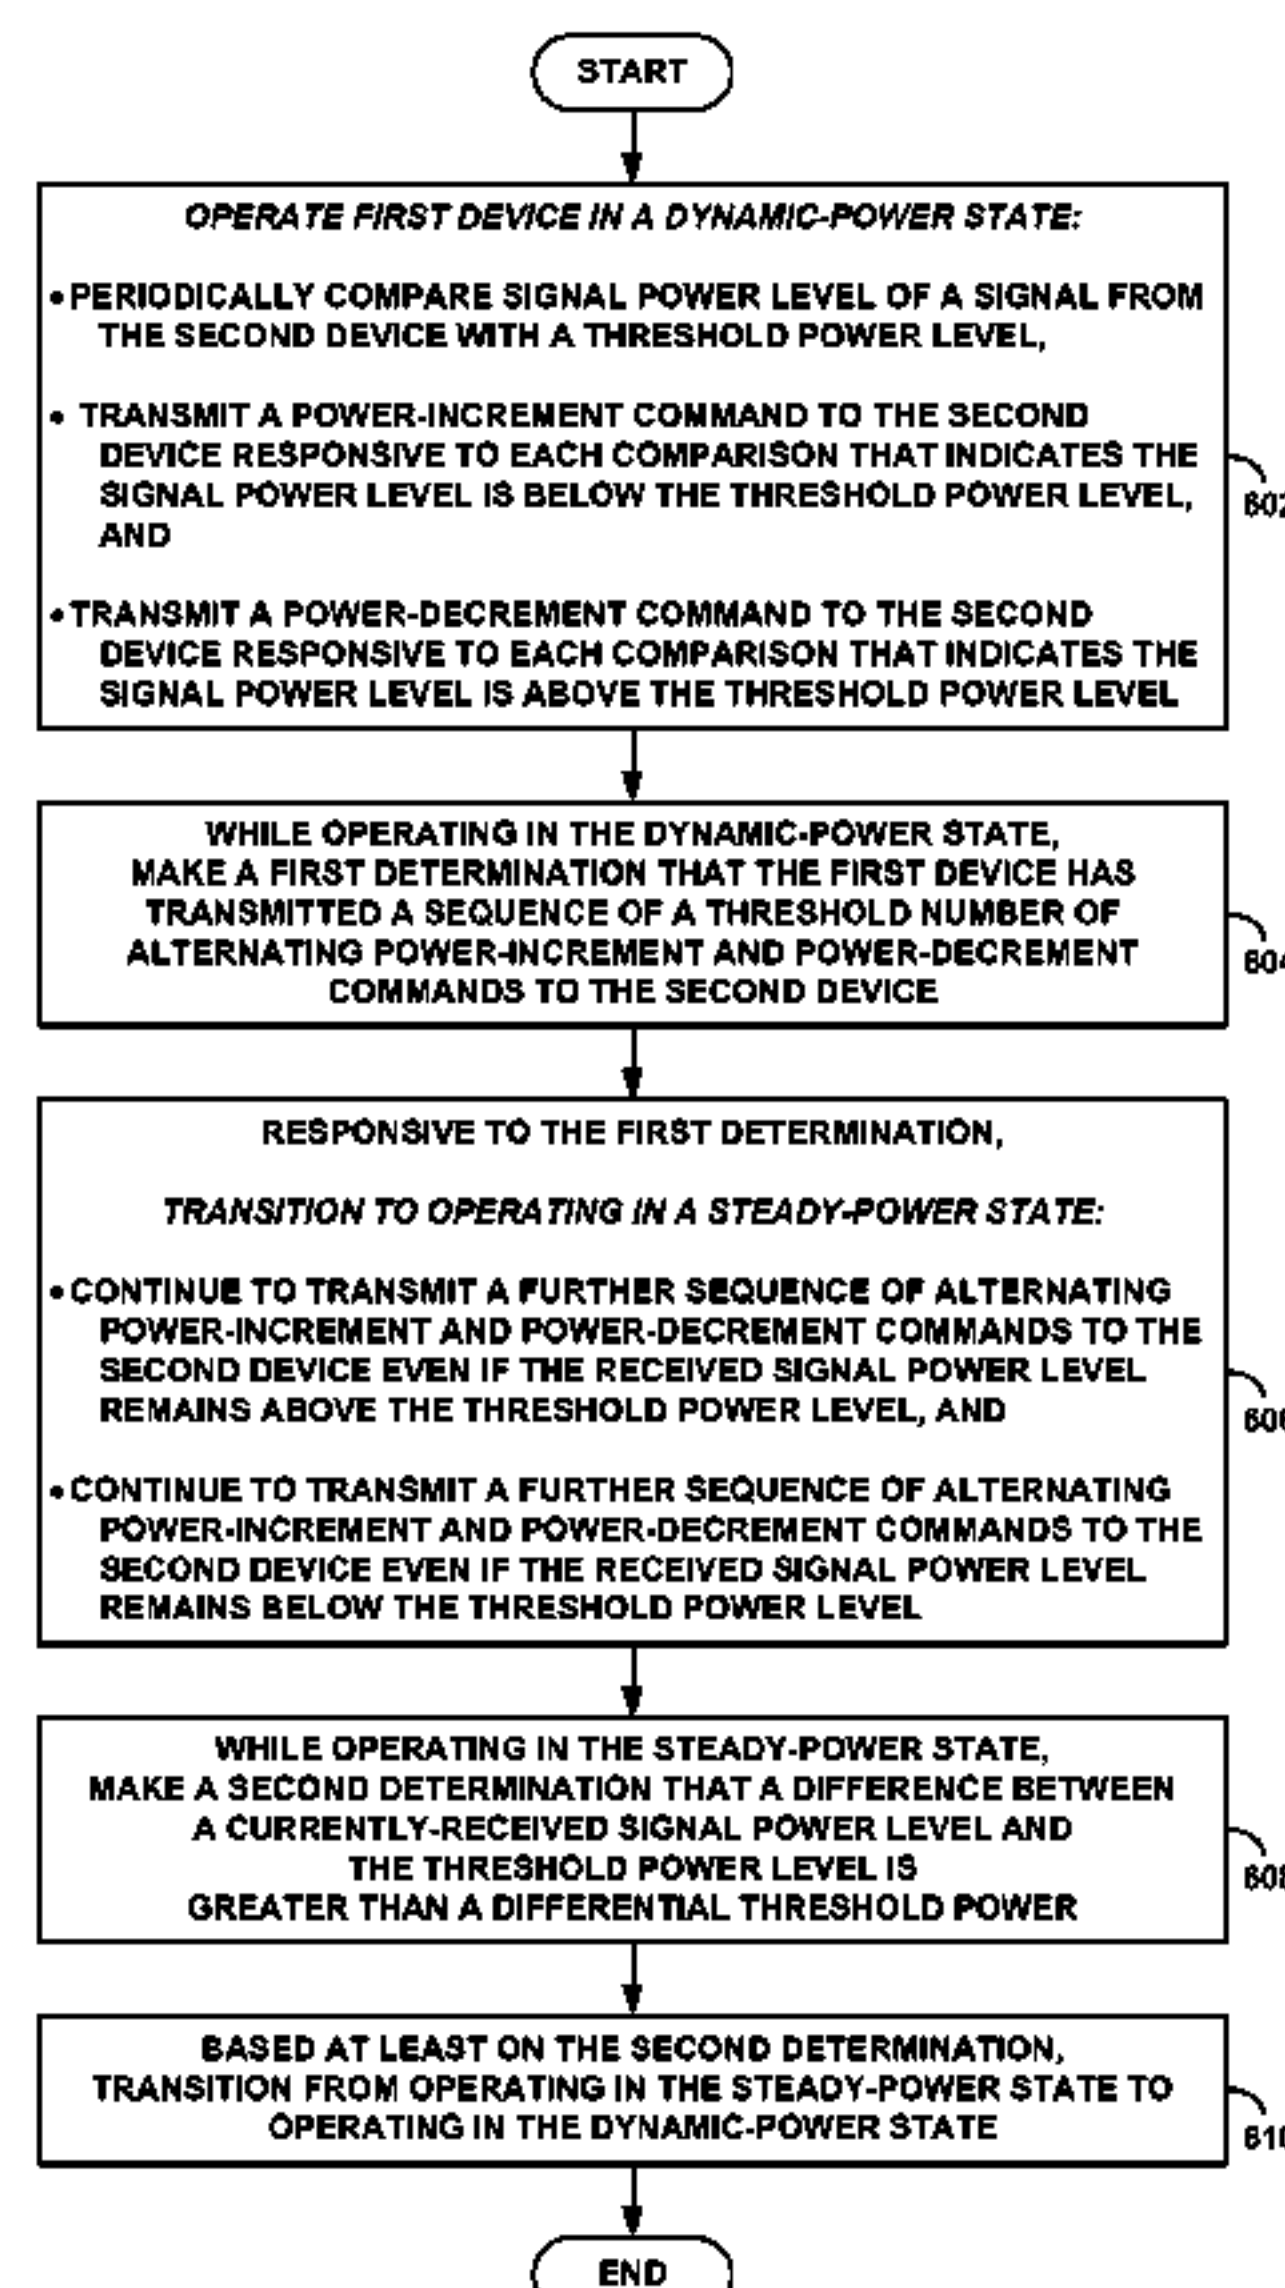 START
OPERATE FIRST DEVICE IN A DYNAMIC-POWER STATE:
• PERIODICALLY COMPARE SIGNAL POWER LEVEL OF A SIGNAL FROM
THE SECOND DEVICE WITH A THRESHOLD POWER LEVEL,
• TRANSMIT A POWER-INCREMENT COMMAND TO THE SECOND
DEVICE RESPONSIVE TO EACH COMPARISON THAT INDICATES THE
SIGNAL POWER LEVEL IS BELOW THE THRESHOLD POWER LEVEL,
AND
• TRANSMIT A POWER-DECREMENT COMMAND TO THE SECOND
DEVICE RESPONSIVE TO EACH COMPARISON THAT INDICATES THE
SIGNAL POWER LEVEL IS ABOVE THE THRESHOLD POWER LEVEL
WHILE OPERATING IN THE DYNAMIC-POWER STATE,
MAKE A FIRST DETERMINATION THAT THE FIRST DEVICE HAS
TRANSMITTED A SEQUENCE OF A THRESHOLD NUMBER OF
ALTERNATING POWER-INCREMENT AND POWER-DECREMENT
COMMANDS TO THE SECOND DEVICE
RESPONSIVE TO THE FIRST DETERMINATION,
TRANSITION TO OPERATING IN A STEADY-POWER STATE:
• CONTINUE TO TRANSMIT A FURTHER SEQUENCE OF ALTERNATING
POWER-INCREMENT AND POWER-DECREMENT COMMANDS TO THE
SECOND DEVICE EVEN IF THE RECEIVED SIGNAL POWER LEVEL
REMAINS ABOVE THE THRESHOLD POWER LEVEL, AND
• CONTINUE TO TRANSMIT A FURTHER SEQUENCE OF ALTERNATING
POWER-INCREMENT AND POWER-DECREMENT COMMANDS TO THE
SECOND DEVICE EVEN IF THE RECEIVED SIGNAL POWER LEVEL
REMAINS BELOW THE THRESHOLD POWER LEVEL
WHILE OPERATING IN THE STEADY-POWER STATE,
MAKE A SECOND DETERMINATION THAT A DIFFERENCE BETWEEN
A CURRENTLY-RECEIVED SIGNAL POWER LEVEL AND
THE THRESHOLD POWER LEVEL IS
GREATER THAN A DIFFERENTIAL THRESHOLD POWER
BASED AT LEAST ON THE SECOND DETERMINATION,
TRANSITION FROM OPERATING IN THE STEADY-POWER STATE TO
OPERATING IN THE DYNAMIC-POWER STATE
END